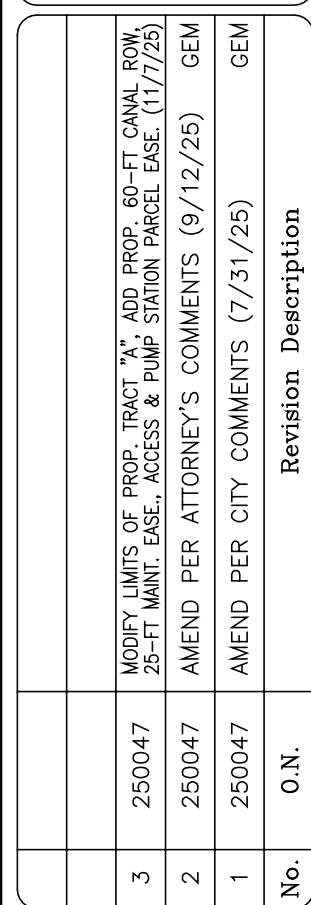 3 250047 MODIFY LIMITS OF PROP. TRACT "A", ADD PROP. 60-FT CANAL ROW,
25-FT MAINT. EASE., ACCESS & PUMP STATION PARCEL EASE. (11/7/25)
2 250047 AMEND PER ATTORNEY'S COMMENTS (9/12/25) GEM
1 250047 AMEND PER CITY COMMENTS (7/31/25) GEM
No. O.N. Revision Description